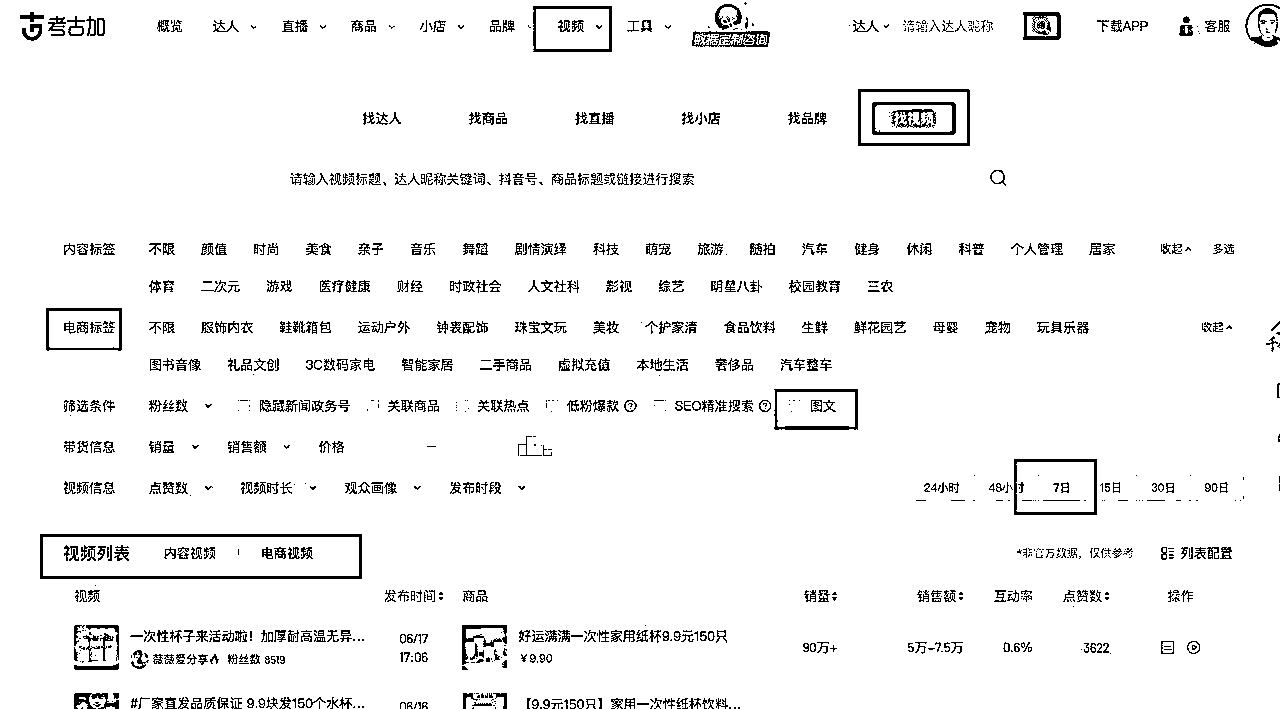 考古加 概览 达人 直播 商品 小店 品牌 视频 工具 数据定制咨询 达人 请输入达人昵称 下载APP 客服
找达人 找商品 找直播 找小店 找品牌 找视频
请输入视频标题、达人昵称关键词、抖音号、商品标题或链接进行搜索
内容标签 不限 颜值 时尚 美食 亲子 音乐 舞蹈 剧情演绎 科技 萌宠 旅游 随拍 汽车 健身 休闲 科普 个人管理 居家 收起 多选
体育 二次元 游戏 医疗健康 财经 时政社会 人文社科 影视 综艺 明星八卦 校园教育 三农
电商标签 不限 服饰内衣 鞋靴箱包 运动户外 钟表配饰 珠宝文玩 美妆 个护家清 食品饮料 生鲜 鲜花园艺 母婴 宠物 玩具乐器 收起
图书音像 礼品文创 3C数码家电 智能家居 二手商品 虚拟充值 本地生活 奢侈品 汽车整车
筛选条件 粉丝数 隐藏新闻政务号 关联商品 关联热点 低粉爆款 ? SEO精准搜索 ? 图文
带货信息 销量 销售额 价格 —
视频信息 点赞数 视频时长 观众画像 发布时段 24小时 48小时 7日 15日 30日 90日
视频列表 内容视频 电商视频 *非官方数据，仅供参考 列表配置
视频 发布时间 商品 销量 销售额 互动率 点赞数 操作
一次性杯子来活动啦！加厚耐高温无异... 06/17 好运满满一次性家用纸杯9.9元150只
薇薇爱分享 粉丝数 8519 17:06 ¥9.90 90万+ 5万-7.5万 0.6% 3622
#厂家直发品质保证 9.9块发150个水杯... 06/16 【9.9元150只】家用一次性纸杯饮料...